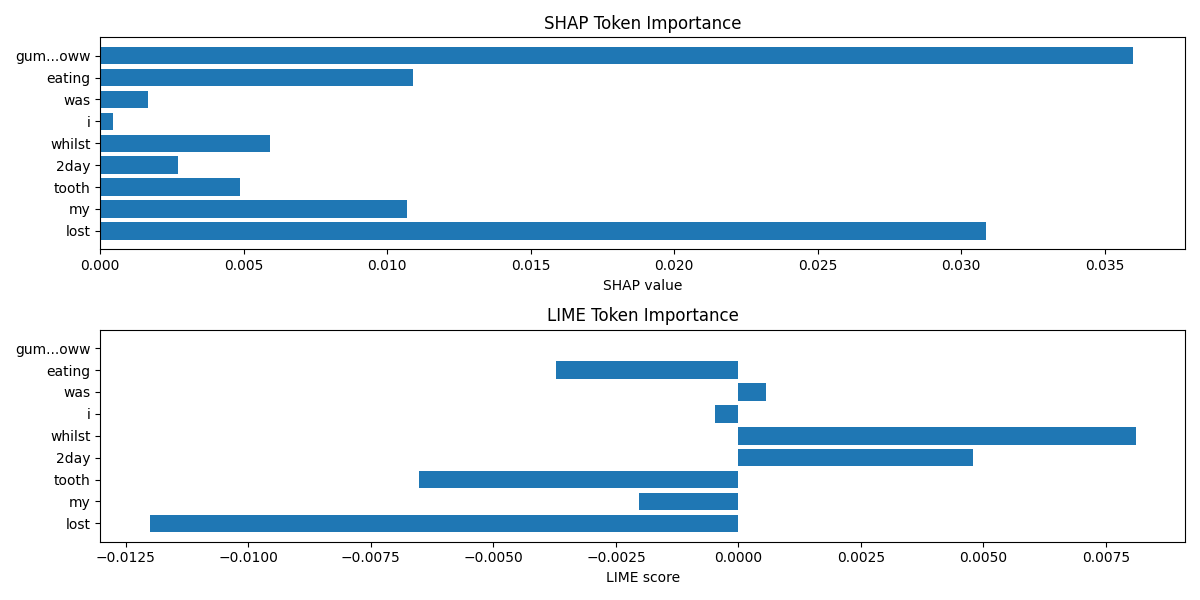 SHAP Token Importance
gum...oww
eating
was
i
whilst
2day
tooth
my
lost
0.000 0.005 0.010 0.015 0.020 0.025 0.030 0.035
SHAP value
LIME Token Importance
gum...oww
eating
was
i
whilst
2day
tooth
my
lost
−0.0125 −0.0100 −0.0075 −0.0050 −0.0025 0.0000 0.0025 0.0050 0.0075
LIME score